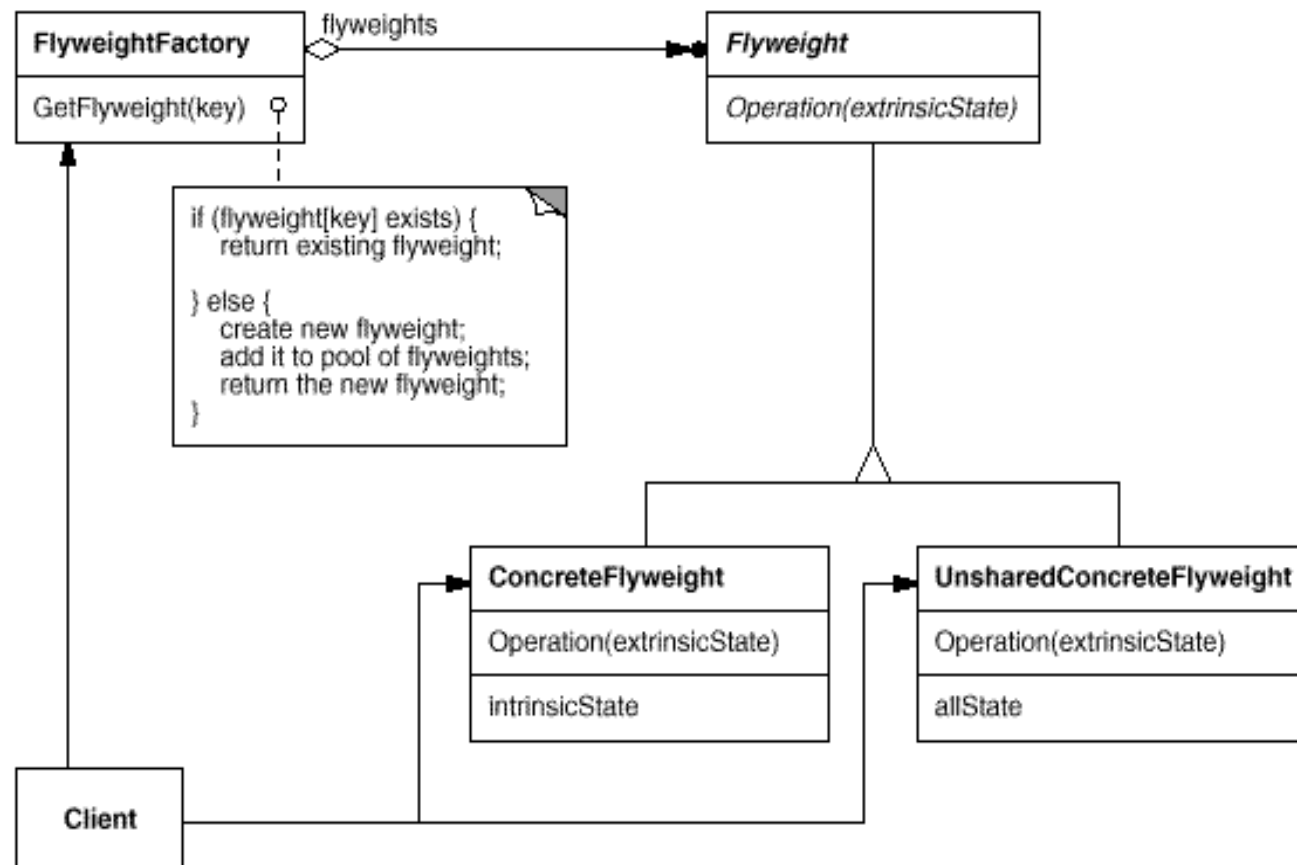 flyweights
FlyweightFactory
GetFlyweight(key)
Flyweight
Operation(extrinsicState)
if (flyweight[key] exists) {
return existing flyweight;
} else {
create new flyweight;
add it to pool of flyweights;
return the new flyweight;
}
ConcreteFlyweight
Operation(extrinsicState)
intrinsicState
UnsharedConcreteFlyweight
Operation(extrinsicState)
allState
Client